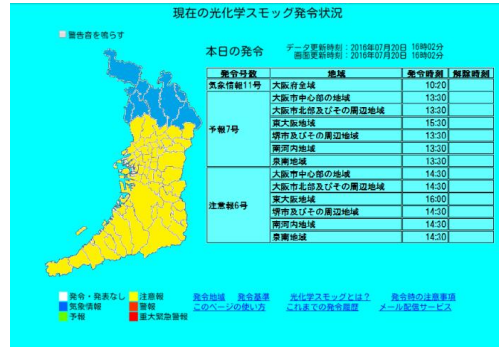 現在の光化学スモッグ発令状況
警告音を鳴らす
本日の発令
データ更新時刻：2016年07月20日 16時02分
画面更新時刻：2016年07月20日 16時02分
発令号数 地域 発令時刻 解除時刻
気象情報11号 大阪府全域 10:20
予報7号 大阪市中心部の地域 13:30
大阪市北部及びその周辺地域 13:30
東大阪地域 15:30
堺市及びその周辺地域 13:30
南河内地域 13:30
泉南地域 13:30
注意報6号 大阪市中心部の地域 14:30
大阪市北部及びその周辺地域 14:30
東大阪地域 16:00
堺市及びその周辺地域 14:30
南河内地域 14:30
泉南地域 14:30
発令・発表なし 注意報
気象情報 警報
予報 重大緊急警報
発令地域 発令基準 光化学スモッグとは？ 発令時の注意事項
このページの使い方 これまでの発令履歴 メール配信サービス